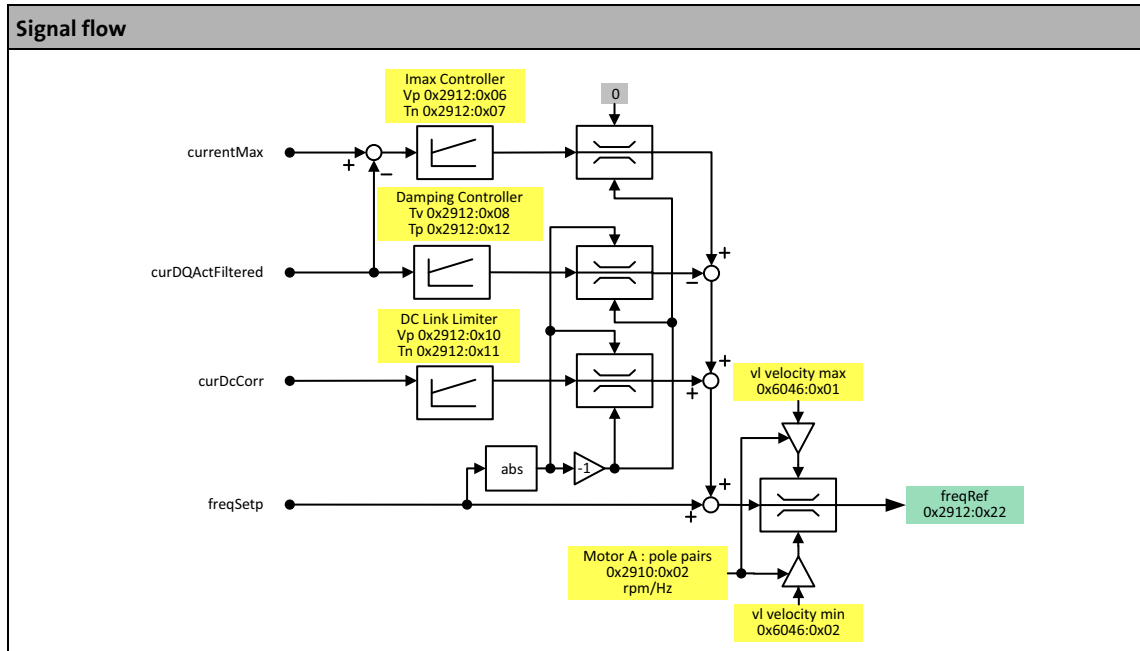 Signal flow
Imax Controller
Vp 0x2912:0x06
Tn 0x2912:0x07
0
currentMax
+
−
Damping Controller
Tv 0x2912:0x08
Tp 0x2912:0x12
+
curDQActFiltered
−
DC Link Limiter
Vp 0x2912:0x10
Tn 0x2912:0x11
+
curDcCorr
+
vl velocity max
0x6046:0x01
abs
-1
+
freqSetp
+
freqRef
0x2912:0x22
Motor A : pole pairs
0x2910:0x02
rpm/Hz
vl velocity min
0x6046:0x02